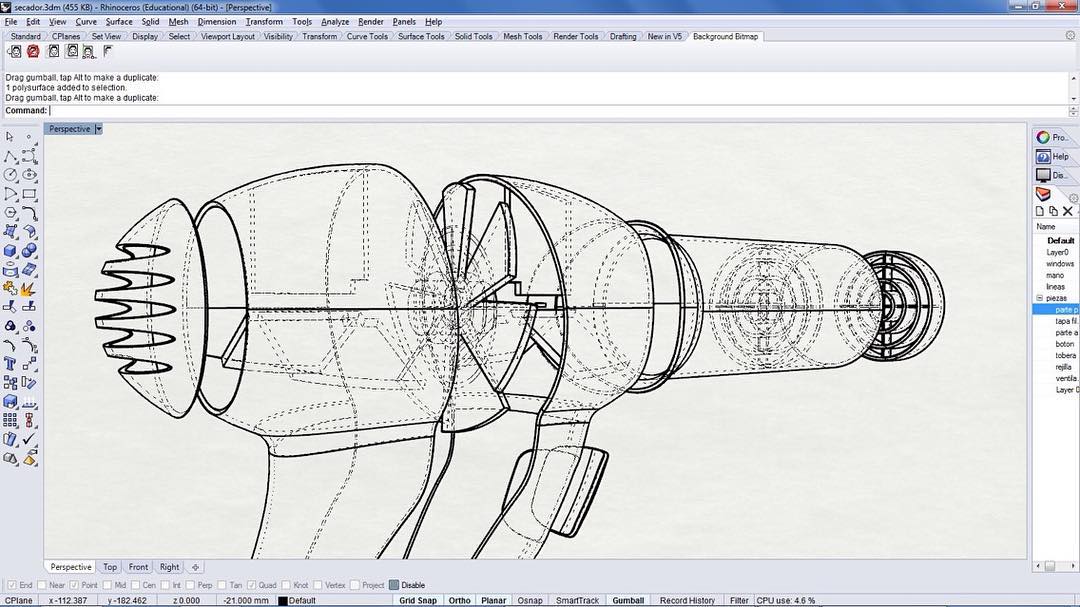 secador.3dm (455 KB) - Rhinoceros (Educational) (64-bit) - [Perspective]
File Edit View Curve Surface Solid Mesh Dimension Transform Tools Analyze Render Panels Help
Standard CPlanes Set View Display Select Viewport Layout Visibility Transform Curve Tools Surface Tools Solid Tools Mesh Tools Render Tools Drafting New in V5 Background Bitmap
Drag gumball, tap Alt to make a duplicate:
1 polysurface added to selection.
Drag gumball, tap Alt to make a duplicate:
Command:
Perspective
Pro...
Help
Dis...
Name
Default
Layer0
windows
mano
lineas
piezas
parte p
tapa fil.
parte a
boton
tobera
rejilla
ventila.
Layer 0
Perspective Top Front Right
End Near Point Mid Cen Int Perp Tan Quad Knot Vertex Project Disable
CPlane x -112.387 y -182.462 z 0.000 -21.000 mm Default Grid Snap Ortho Planar Osnap SmartTrack Gumball Record History Filter CPU use: 4.6 %